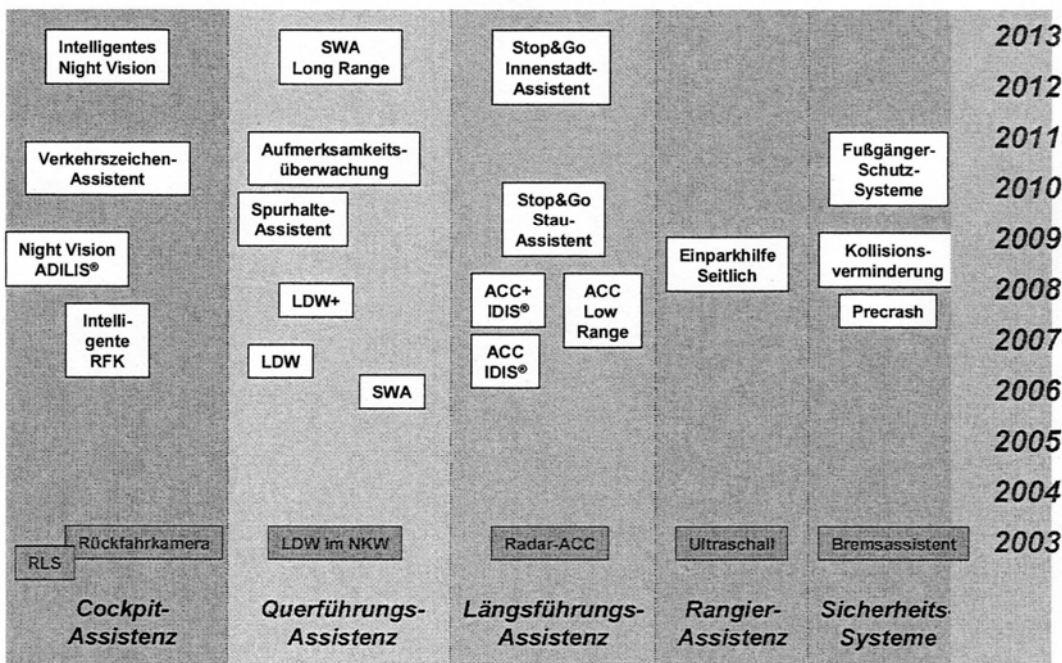 Intelligentes
Night Vision
SWA
Long Range
Stop&Go
Innenstadt-
Assistent
2013
2012
Verkehrszeichen-
Assistent
Aufmerksamkeits-
überwachung
Fußgänger-
Schutz-
Systeme
2011
2010
Spurhalte-
Assistent
Stop&Go
Stau-
Assistent
Night Vision
ADILIS®
Einparkhilfe
Seitlich
Kollisions-
verminderung
2009
Intelli-
gente
RFK
LDW+
ACC+
IDIS®
ACC
Low
Range
Precrash
2008
LDW
ACC
IDIS®
2007
SWA
2006
2005
2004
Rückfahrkamera
LDW im NKW
Radar-ACC
Ultraschall
Bremsassistent
2003
RLS
Cockpit-
Assistenz
Querführungs-
Assistenz
Längsführungs-
Assistenz
Rangier-
Assistenz
Sicherheits-
Systeme